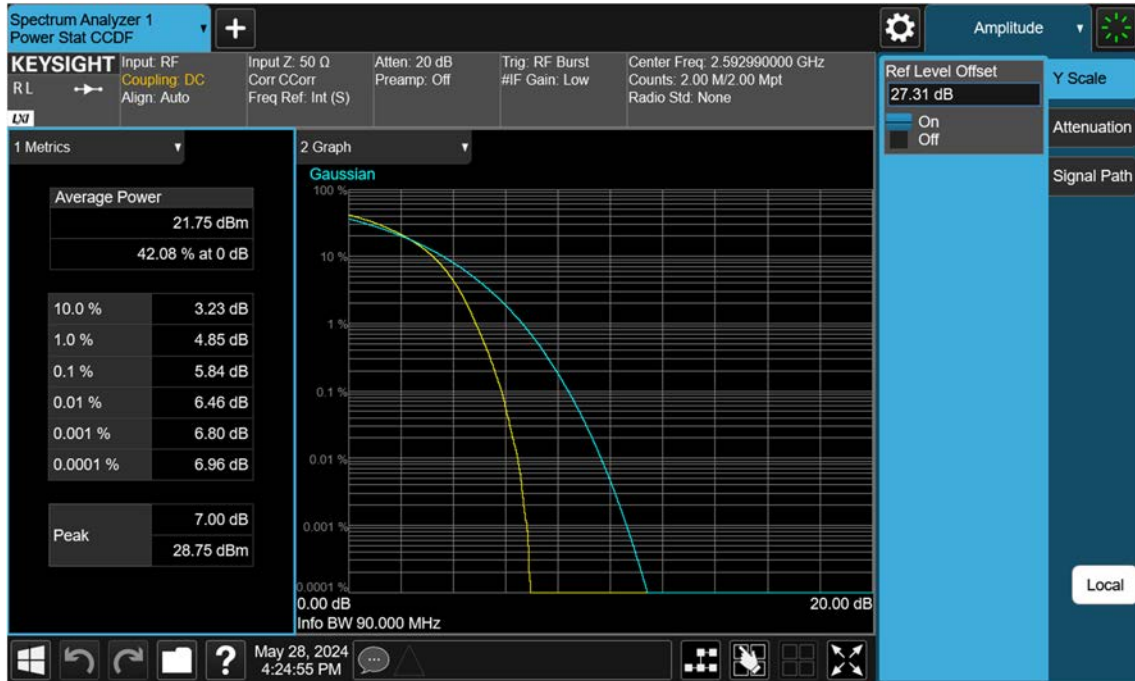 Spectrum Analyzer 1
Power Stat CCDF
Amplitude
KEYSIGHT
RL
LXI
Input: RF
Coupling: DC
Align: Auto
Input Z: 50 Ω
Corr CCorr
Freq Ref: Int (S)
Atten: 20 dB
Preamp: Off
Trig: RF Burst
#IF Gain: Low
Center Freq: 2.592990000 GHz
Counts: 2.00 M/2.00 Mpt
Radio Std: None
Ref Level Offset
27.31 dB
On
Off
Y Scale
Attenuation
Signal Path
1 Metrics
Average Power
21.75 dBm
42.08 % at 0 dB
10.0 % 3.23 dB
1.0 % 4.85 dB
0.1 % 5.84 dB
0.01 % 6.46 dB
0.001 % 6.80 dB
0.0001 % 6.96 dB
Peak
7.00 dB
28.75 dBm
2 Graph
Gaussian
100 %
10 %
1 %
0.1 %
0.01 %
0.001 %
0.0001 %
0.00 dB 20.00 dB
Info BW 90.000 MHz
Local
?
May 28, 2024
4:24:55 PM